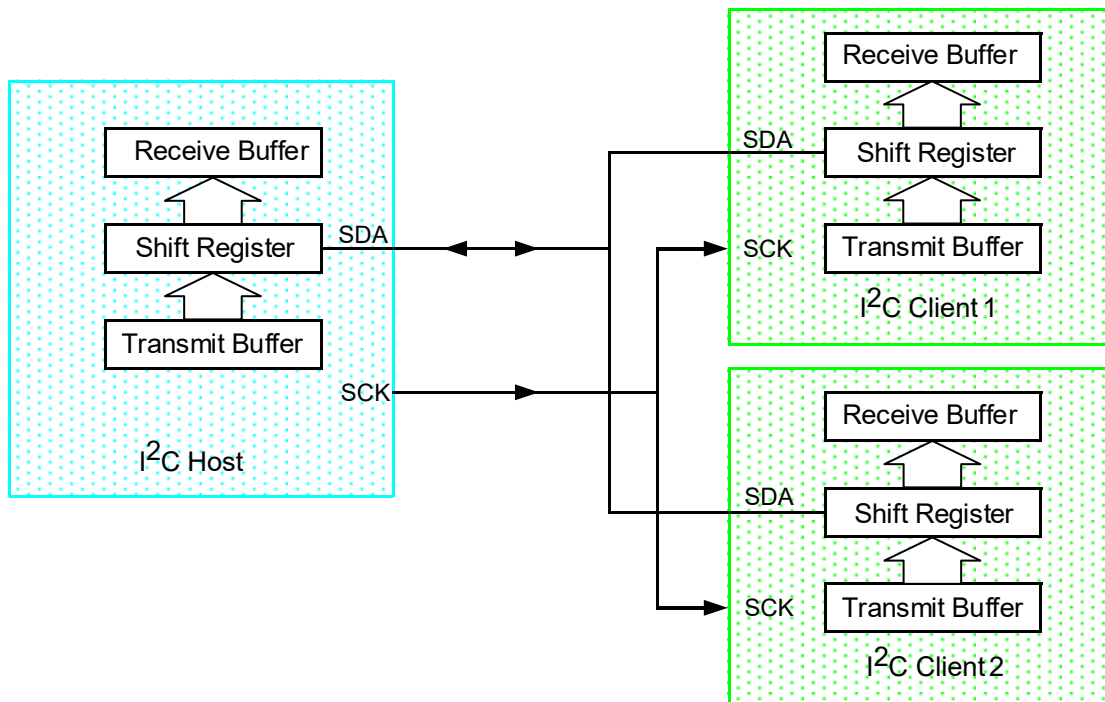 Receive Buffer
Shift Register
Transmit Buffer
SDA
SCK
I²C Host
Receive Buffer
SDA
Shift Register
SCK
Transmit Buffer
I²C Client 1
Receive Buffer
SDA
Shift Register
SCK
Transmit Buffer
I²C Client 2